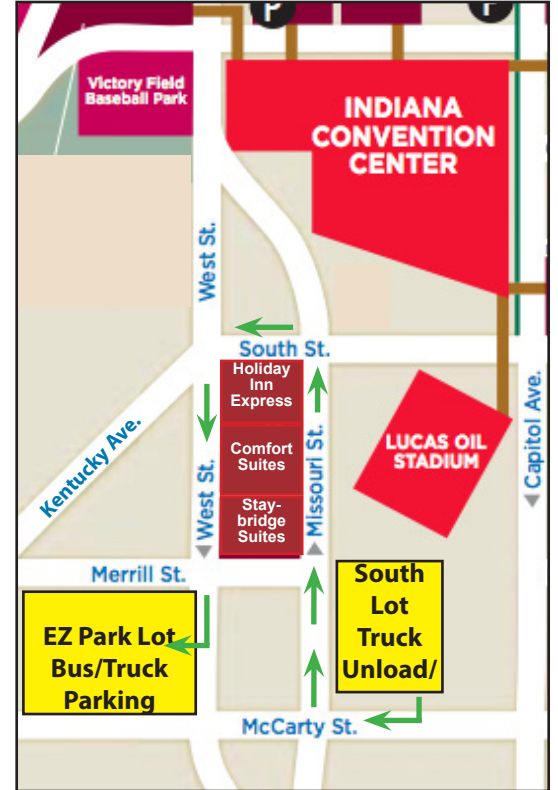 P
P
Victory Field
Baseball Park
INDIANA
CONVENTION
CENTER
West St.
South St.
Holiday
Inn
Express
Kentucky Ave.
West St.
Comfort
Suites
Missouri St.
LUCAS OIL
STADIUM
Capitol Ave.
Stay-
bridge
Suites
Merrill St.
South
Lot
Truck
Unload/
EZ Park Lot
Bus/Truck
Parking
McCarty St.